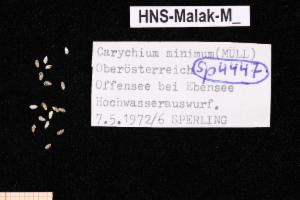 HNS-Malak-M_
Carychium minimum(MÜLL)
Oberösterreich
sp4447
Offensee bei Ebensee
Hochwasserauswurf.
7.5.1972/6 SPERLING